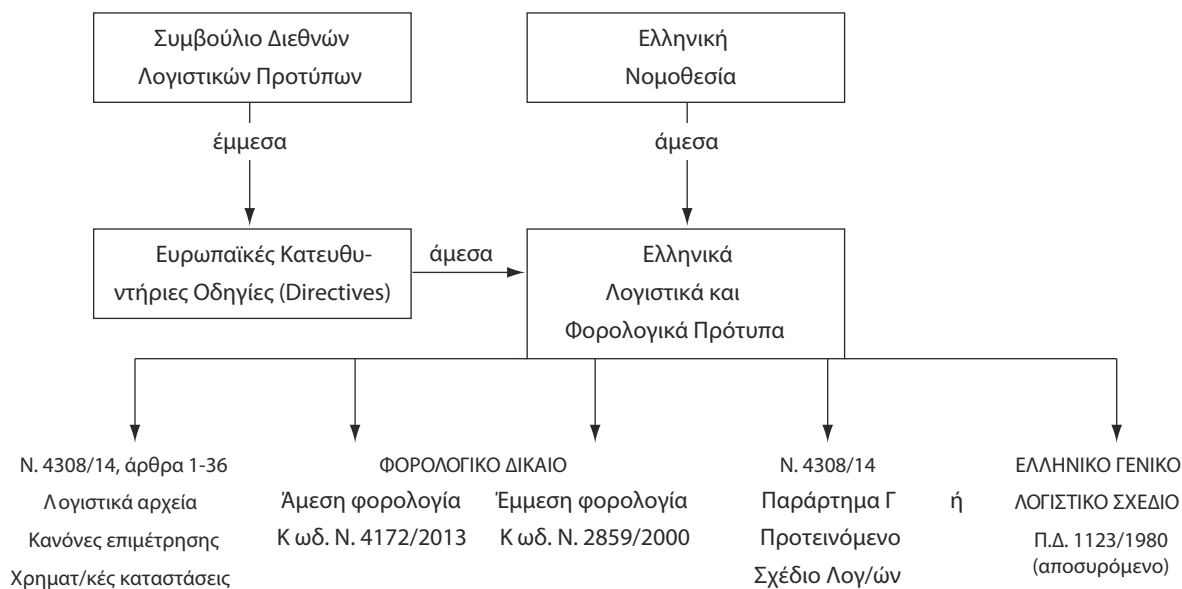 Συμβούλιο Διεθνών
Λογιστικών Προτύπων
Ελληνική
Νομοθεσία
έμμεσα
άμεσα
Ευρωπαϊκές Κατευθυ-
ντήριες Οδηγίες (Directives)
άμεσα
Ελληνικά
Λογιστικά και
Φορολογικά Πρότυπα
Ν. 4308/14, άρθρα 1-36
Λογιστικά αρχεία
Κανόνες επιμέτρησης
Χρηματ/κές καταστάσεις
ΦΟΡΟΛΟΓΙΚΟ ΔΙΚΑΙΟ
Άμεση φορολογία
Κ ωδ. Ν. 4172/2013
Έμμεση φορολογία
Κ ωδ. Ν. 2859/2000
Ν. 4308/14
Παράρτημα Γ
Προτεινόμενο
Σχέδιο Λογ/ών
ή
ΕΛΛΗΝΙΚΟ ΓΕΝΙΚΟ
ΛΟΓΙΣΤΙΚΟ ΣΧΕΔΙΟ
Π.Δ. 1123/1980
(αποσυρόμενο)